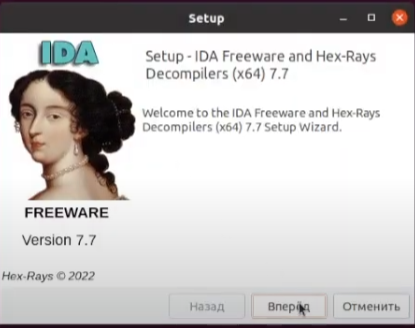 Setup
IDA
Setup - IDA Freeware and Hex-Rays
Decompilers (x64) 7.7
Welcome to the IDA Freeware and Hex-Rays
Decompilers (x64) 7.7 Setup Wizard.
FREEWARE
Version 7.7
Hex-Rays © 2022
Назад Вперёд Отменить